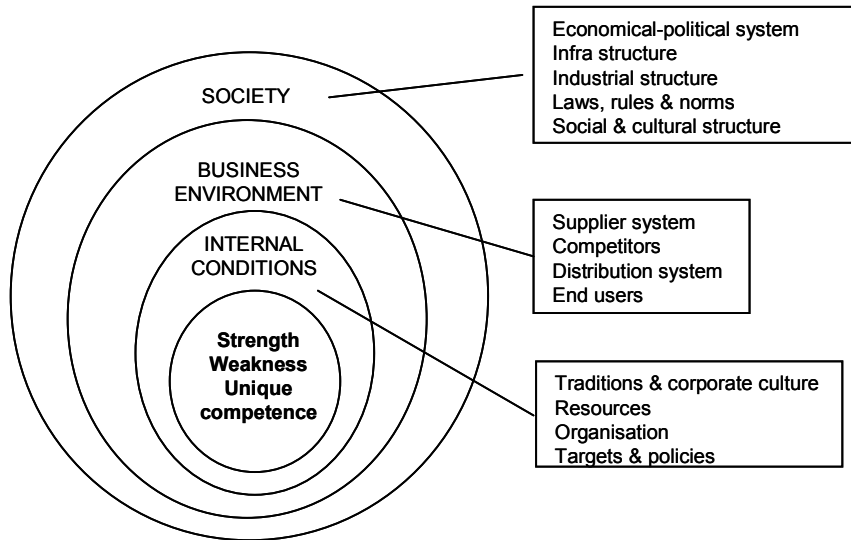 SOCIETY
BUSINESS
ENVIRONMENT
INTERNAL
CONDITIONS
Strength
Weakness
Unique
competence
Economical-political system
Infra structure
Industrial structure
Laws, rules & norms
Social & cultural structure
Supplier system
Competitors
Distribution system
End users
Traditions & corporate culture
Resources
Organisation
Targets & policies